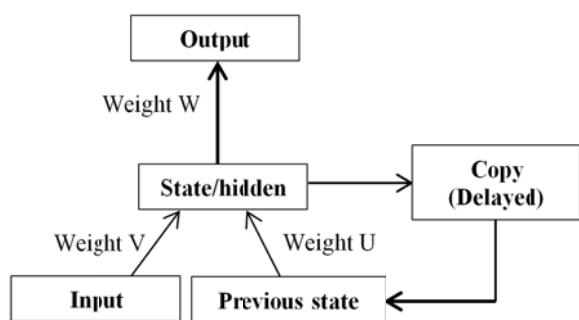 Output
Weight W
State/hidden
Copy
(Delayed)
Weight V
Weight U
Input
Previous state